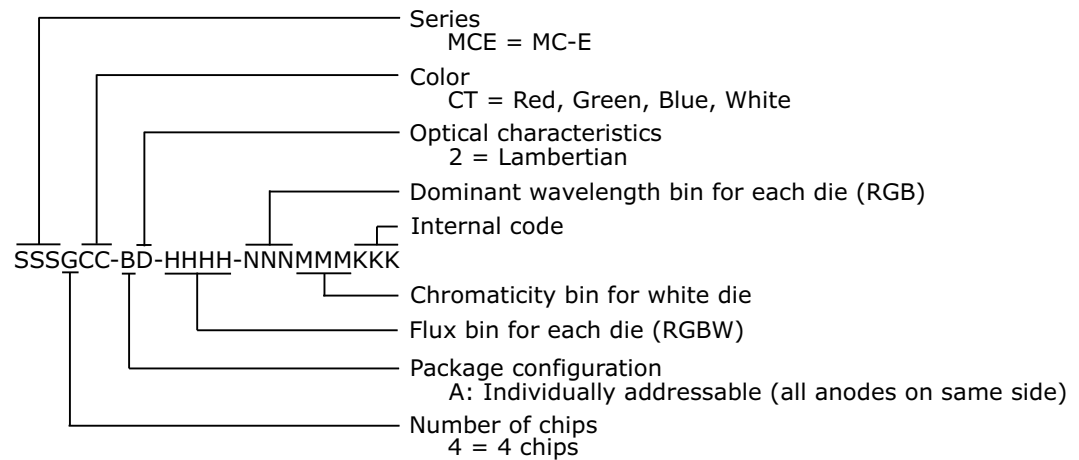 Series
MCE = MC-E
Color
CT = Red, Green, Blue, White
Optical characteristics
2 = Lambertian
Dominant wavelength bin for each die (RGB)
Internal code
SSSGCC-BD-HHHH-NNNMMMKKK
Chromaticity bin for white die
Flux bin for each die (RGBW)
Package configuration
A: Individually addressable (all anodes on same side)
Number of chips
4 = 4 chips